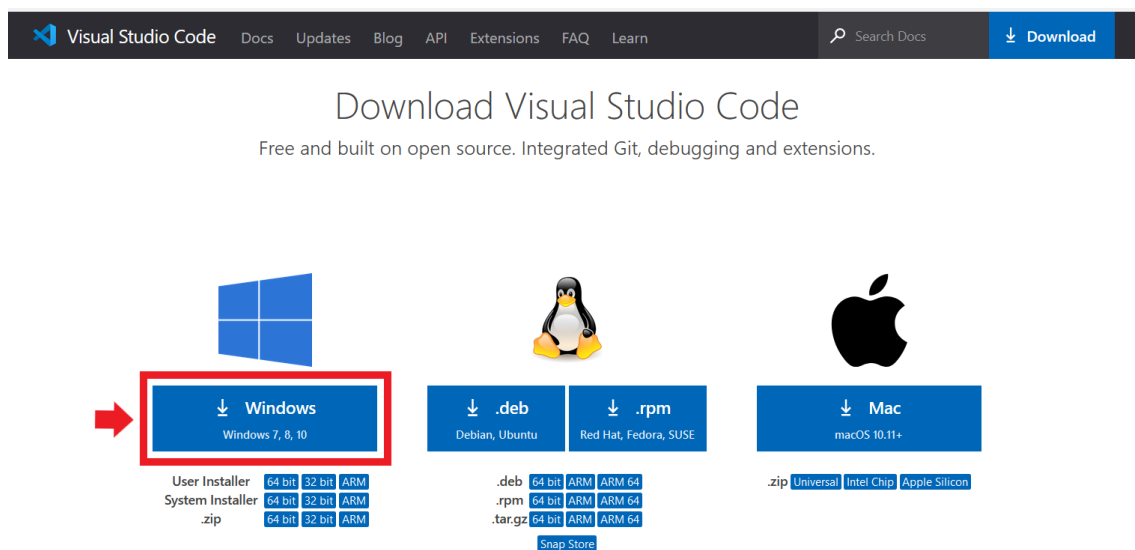 Visual Studio Code Docs Updates Blog API Extensions FAQ Learn Search Docs Download
Download Visual Studio Code
Free and built on open source. Integrated Git, debugging and extensions.
Windows
Windows 7, 8, 10
User Installer 64 bit 32 bit ARM
System Installer 64 bit 32 bit ARM
.zip 64 bit 32 bit ARM
.deb
Debian, Ubuntu
.rpm
Red Hat, Fedora, SUSE
.deb 64 bit ARM ARM 64
.rpm 64 bit ARM ARM 64
.tar.gz 64 bit ARM ARM 64
Snap Store
Mac
macOS 10.11+
.zip Universal Intel Chip Apple Silicon